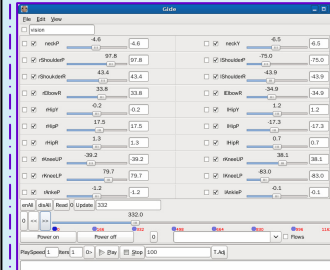 Gide
File Edit View
vision
neckP -4.6 -4.6 neckY -6.5 -6.5
rShoulderP 97.8 97.8 lShoulderP -75.0 -75.0
rShoulderR 43.4 43.4 lShoulderR -43.9 -43.9
rElbowR 33.8 33.8 lElbowR -34.9 -34.9
rHipY -0.2 -0.2 lHipY 1.2 1.2
rHipP 17.5 17.5 lHipP -17.3 -17.3
rHipR 1.3 1.3 lHipR 0.7 0.7
rKneeUP -39.2 -39.2 lKneeUP 38.1 38.1
rKneeLP 79.7 79.7 lKneeLP -83.0 -83.0
rAnkleP -1.2 -1.2 lAnkleP -0.1 -0.1
enAll disAll Read 0 Update 332
332.0
0 << >>
Power on Power off 0 Flows
PlaySpeed 1 Item 1 0> Play Stop 100 T.Adj